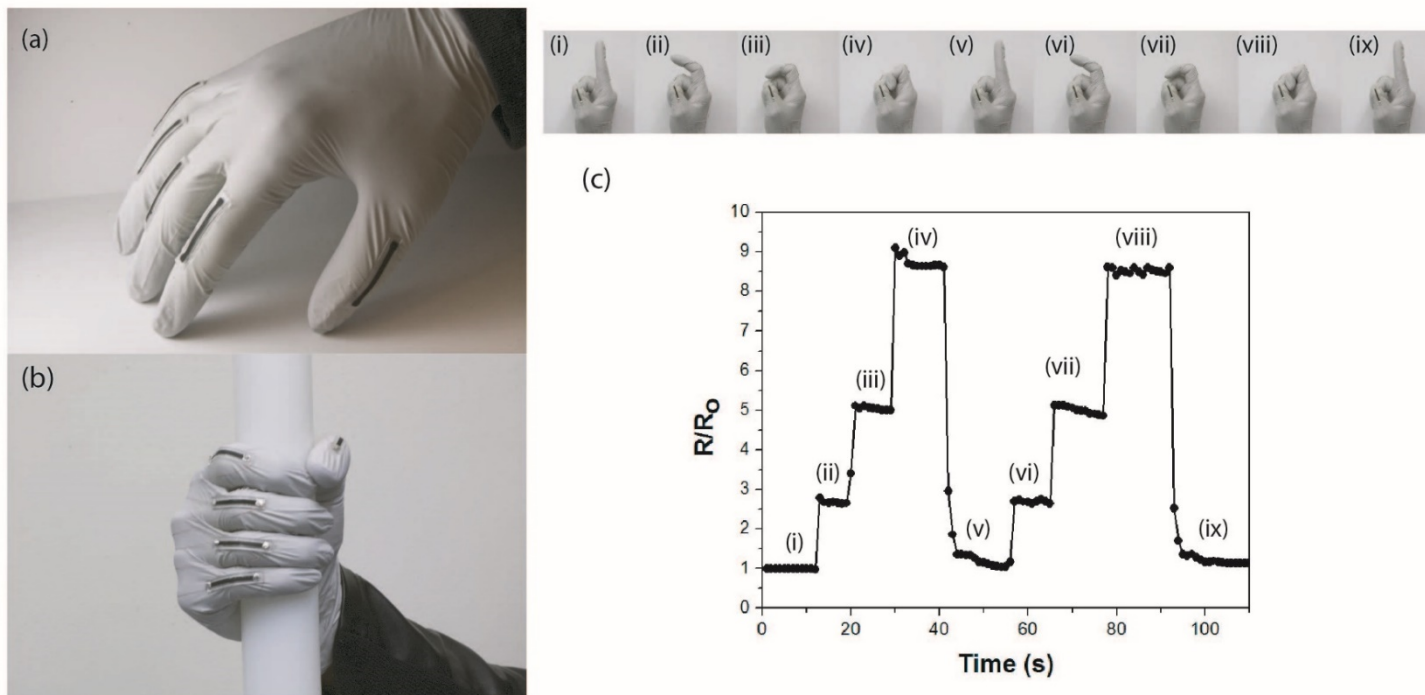 (a)
(b)
(i) (ii) (iii) (iv) (v) (vi) (vii) (viii) (ix)
(c)
10
9
8
7
6
5
4
3
2
1
0
R/Ro
(i)
(ii)
(iii)
(iv)
(v)
(vi)
(vii)
(viii)
(ix)
0 20 40 60 80 100
Time (s)